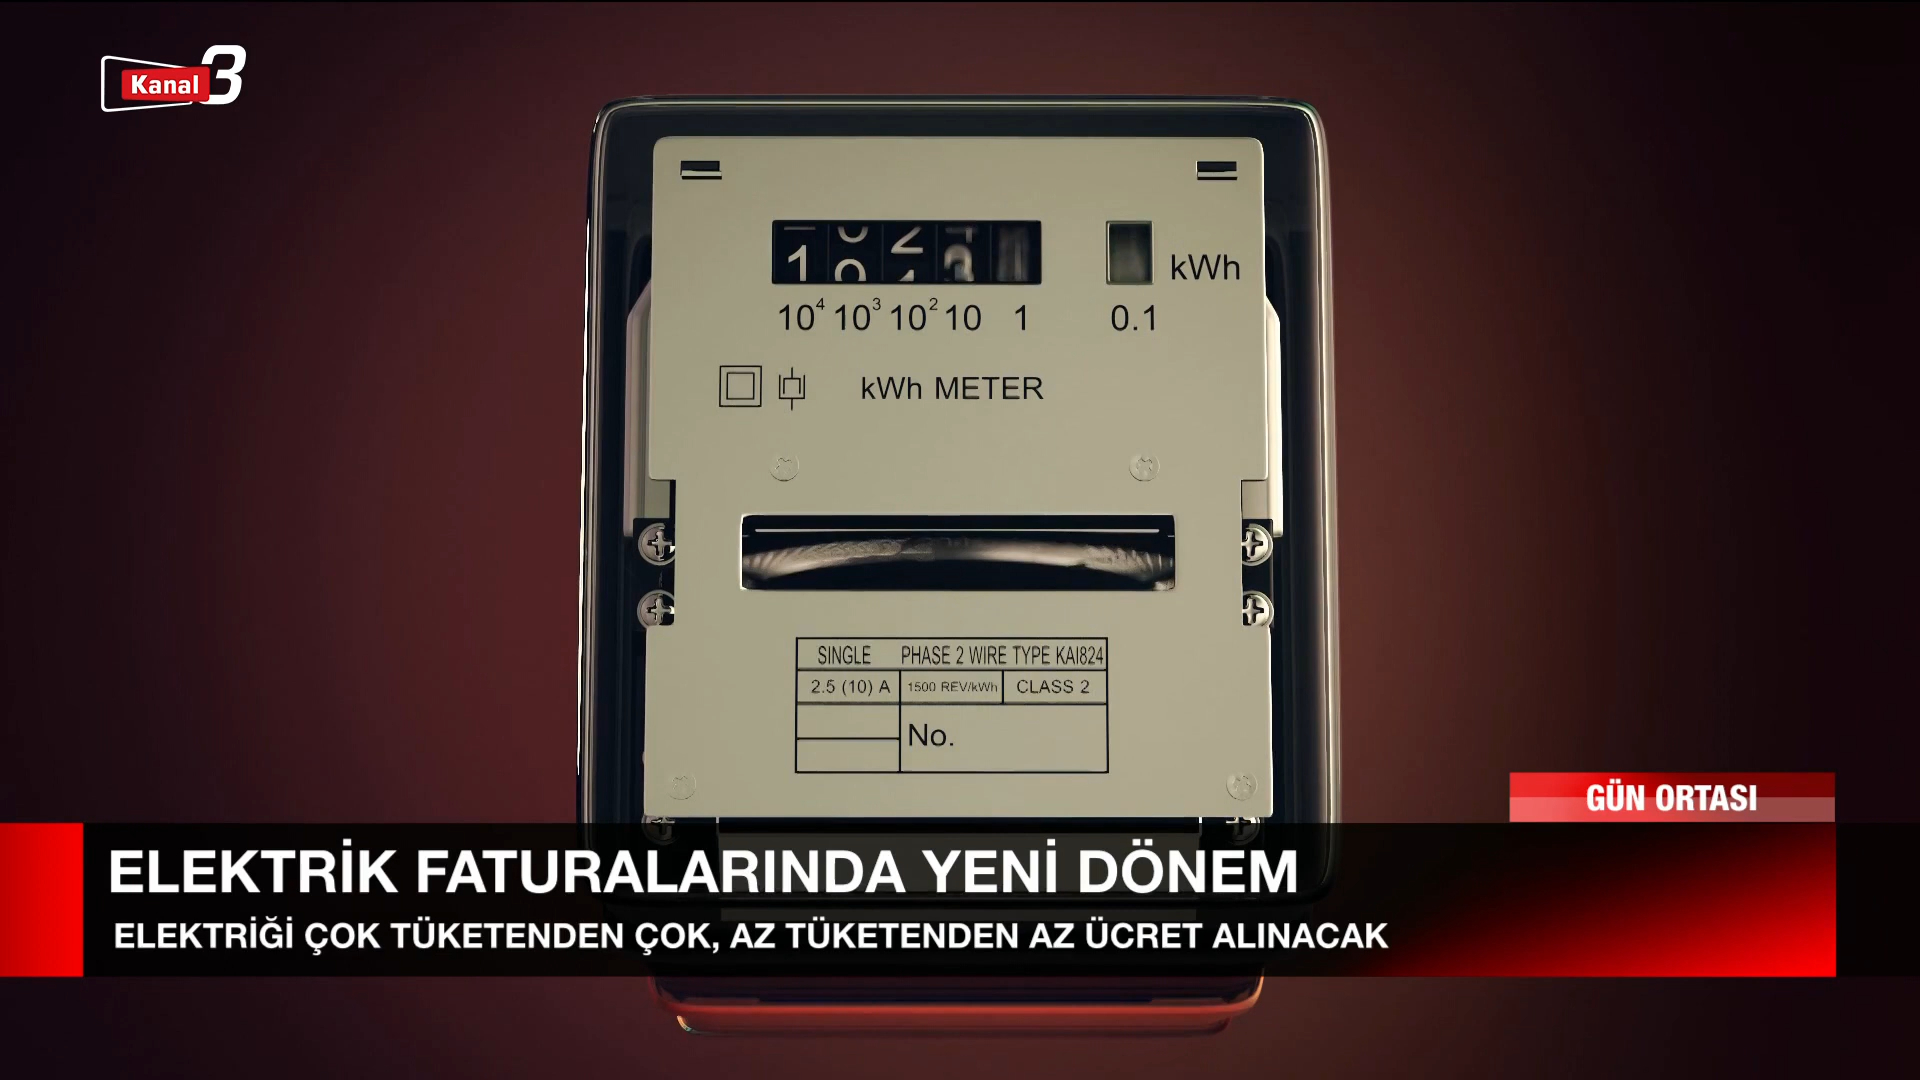 Kanal 3
kWh
10⁴ 10³ 10² 10 1 0.1
kWh METER
SINGLE PHASE 2 WIRE TYPE KAI824
2.5 (10) A 1500 REV/kWh CLASS 2
No.
GÜN ORTASI
ELEKTRİK FATURALARINDA YENİ DÖNEM
ELEKTRİĞİ ÇOK TÜKETENDEN ÇOK, AZ TÜKETENDEN AZ ÜCRET ALINACAK